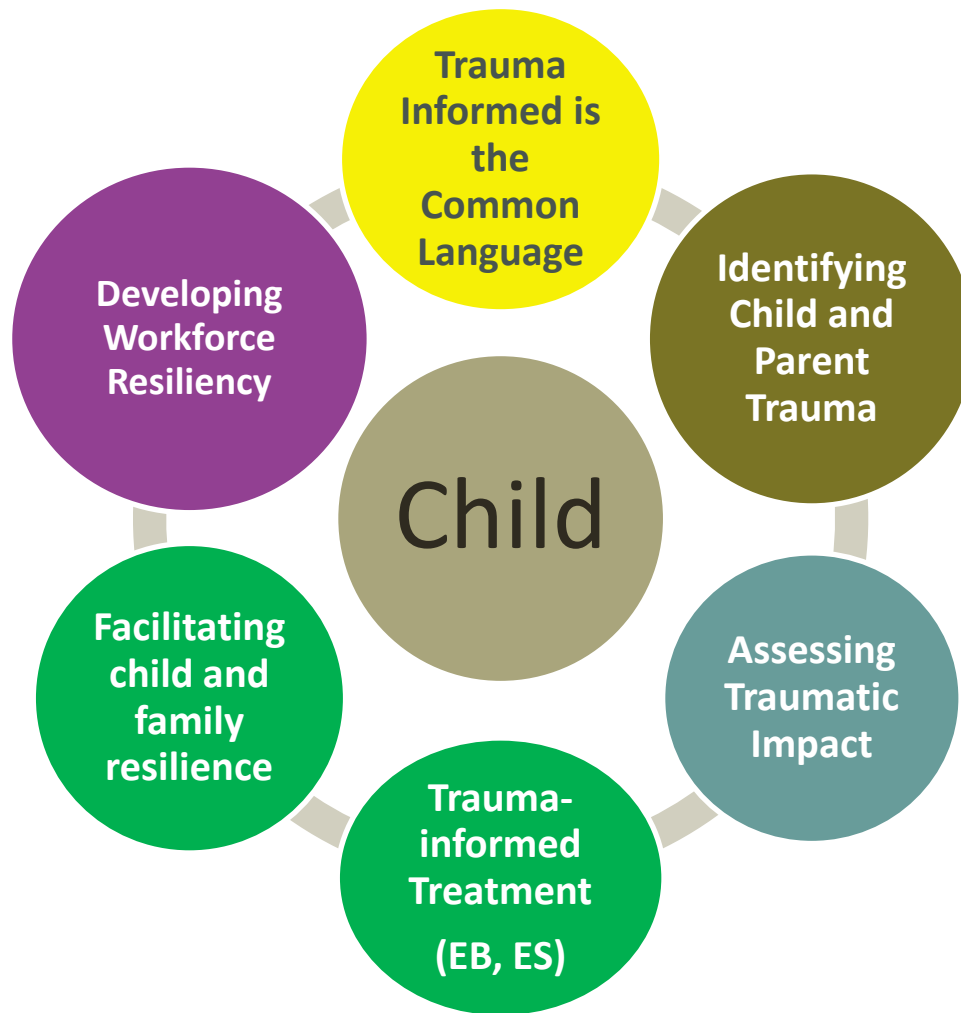 Trauma
Informed is
the
Common
Language
Identifying
Child and
Parent
Trauma
Assessing
Traumatic
Impact
Trauma-
informed
Treatment
(EB, ES)
Facilitating
child and
family
resilience
Developing
Workforce
Resiliency
Child